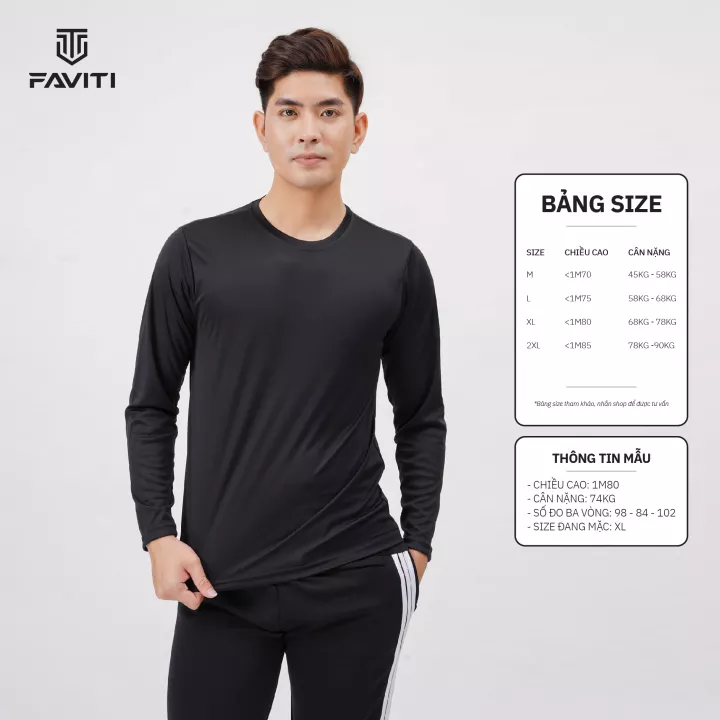 FAVITI
BẢNG SIZE
SIZE CHIỀU CAO CÂN NẶNG
M <1M70 45KG - 58KG
L <1M75 58KG - 68KG
XL <1M80 68KG - 78KG
2XL <1M85 78KG -90KG
*Bảng size tham khảo, nhắn shop để được tư vấn
THÔNG TIN MẪU
- CHIỀU CAO: 1M80
- CÂN NẶNG: 74KG
- SỐ ĐO BA VÒNG: 98 - 84 - 102
- SIZE ĐANG MẶC: XL